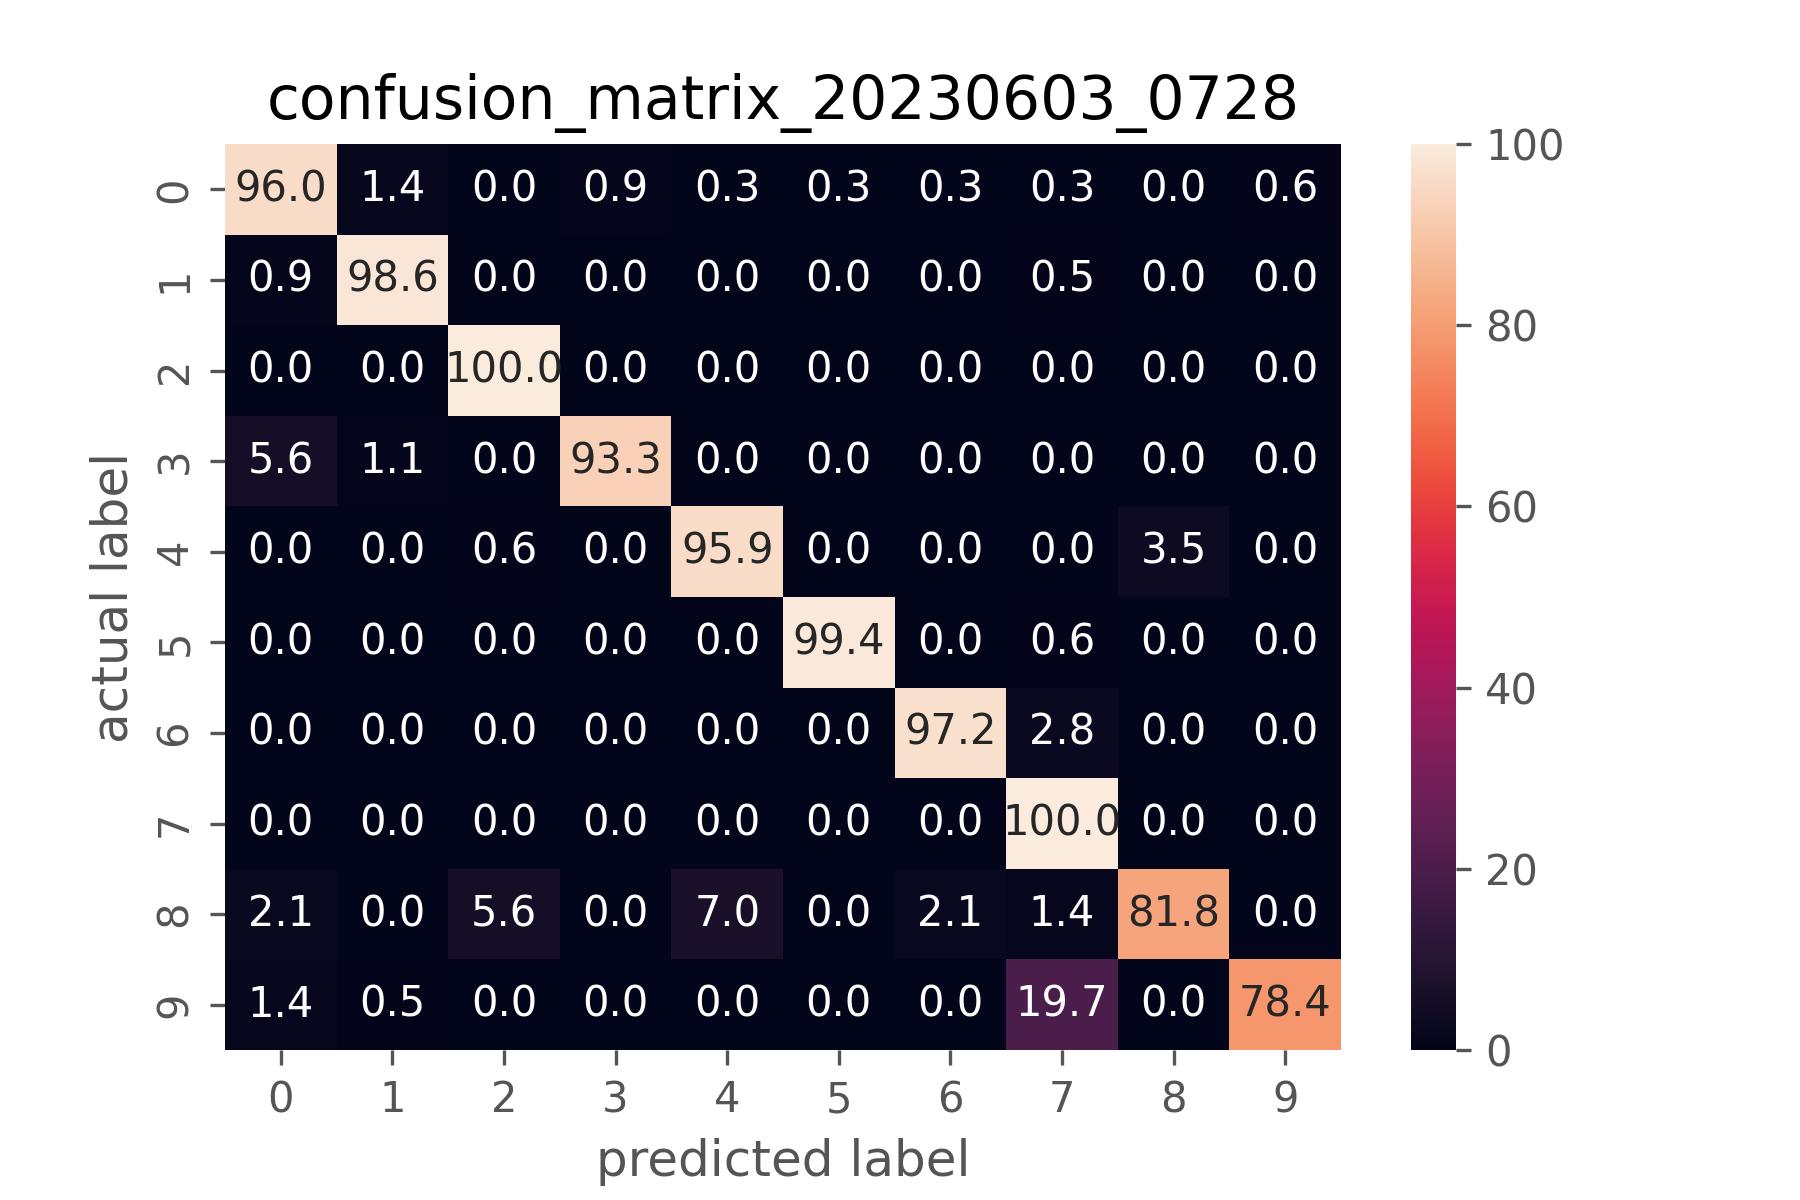 confusion_matrix_20230603_0728
0 96.0 1.4 0.0 0.9 0.3 0.3 0.3 0.3 0.0 0.6
1 0.9 98.6 0.0 0.0 0.0 0.0 0.0 0.5 0.0 0.0
2 0.0 0.0 100.0 0.0 0.0 0.0 0.0 0.0 0.0 0.0
3 5.6 1.1 0.0 93.3 0.0 0.0 0.0 0.0 0.0 0.0
4 0.0 0.0 0.6 0.0 95.9 0.0 0.0 0.0 3.5 0.0
5 0.0 0.0 0.0 0.0 0.0 99.4 0.0 0.6 0.0 0.0
6 0.0 0.0 0.0 0.0 0.0 0.0 97.2 2.8 0.0 0.0
7 0.0 0.0 0.0 0.0 0.0 0.0 0.0 100.0 0.0 0.0
8 2.1 0.0 5.6 0.0 7.0 0.0 2.1 1.4 81.8 0.0
9 1.4 0.5 0.0 0.0 0.0 0.0 0.0 19.7 0.0 78.4
0 1 2 3 4 5 6 7 8 9
predicted label
actual label
100
80
60
40
20
0